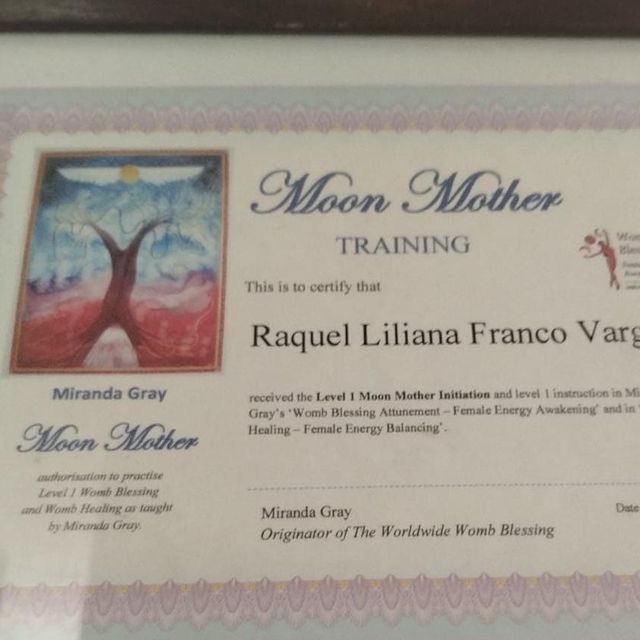 Moon Mother
TRAINING
This is to certify that
Raquel Liliana Franco Varg
received the Level 1 Moon Mother Initiation and level 1 instruction in Mi
Gray's 'Womb Blessing Attunement – Female Energy Awakening' and in '
Healing – Female Energy Balancing'.
Miranda Gray
Originator of The Worldwide Womb Blessing
Date
Miranda Gray
Moon Mother
authorisation to practise
Level 1 Womb Blessing
and Womb Healing as taught
by Miranda Gray.